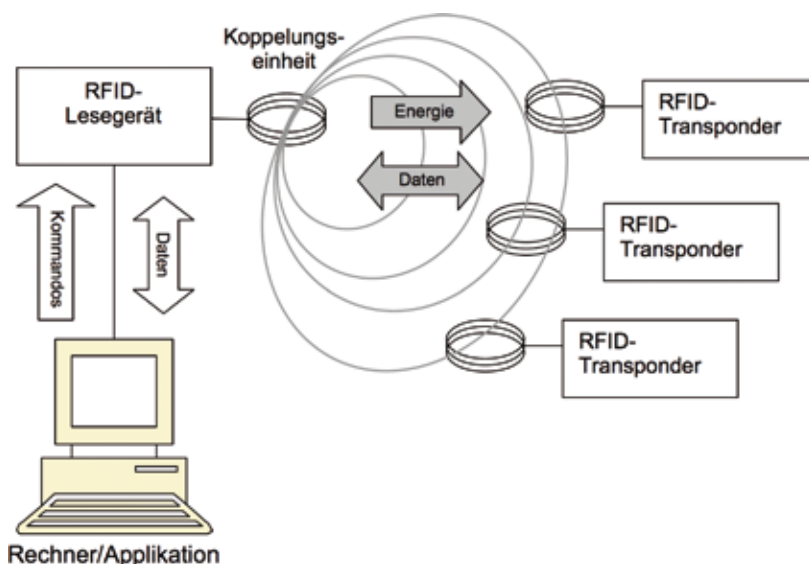 Koppelungs-
einheit
RFID-
Lesegerät
Energie
Daten
RFID-
Transponder
RFID-
Transponder
RFID-
Transponder
Kommandos
Daten
Rechner/Applikation